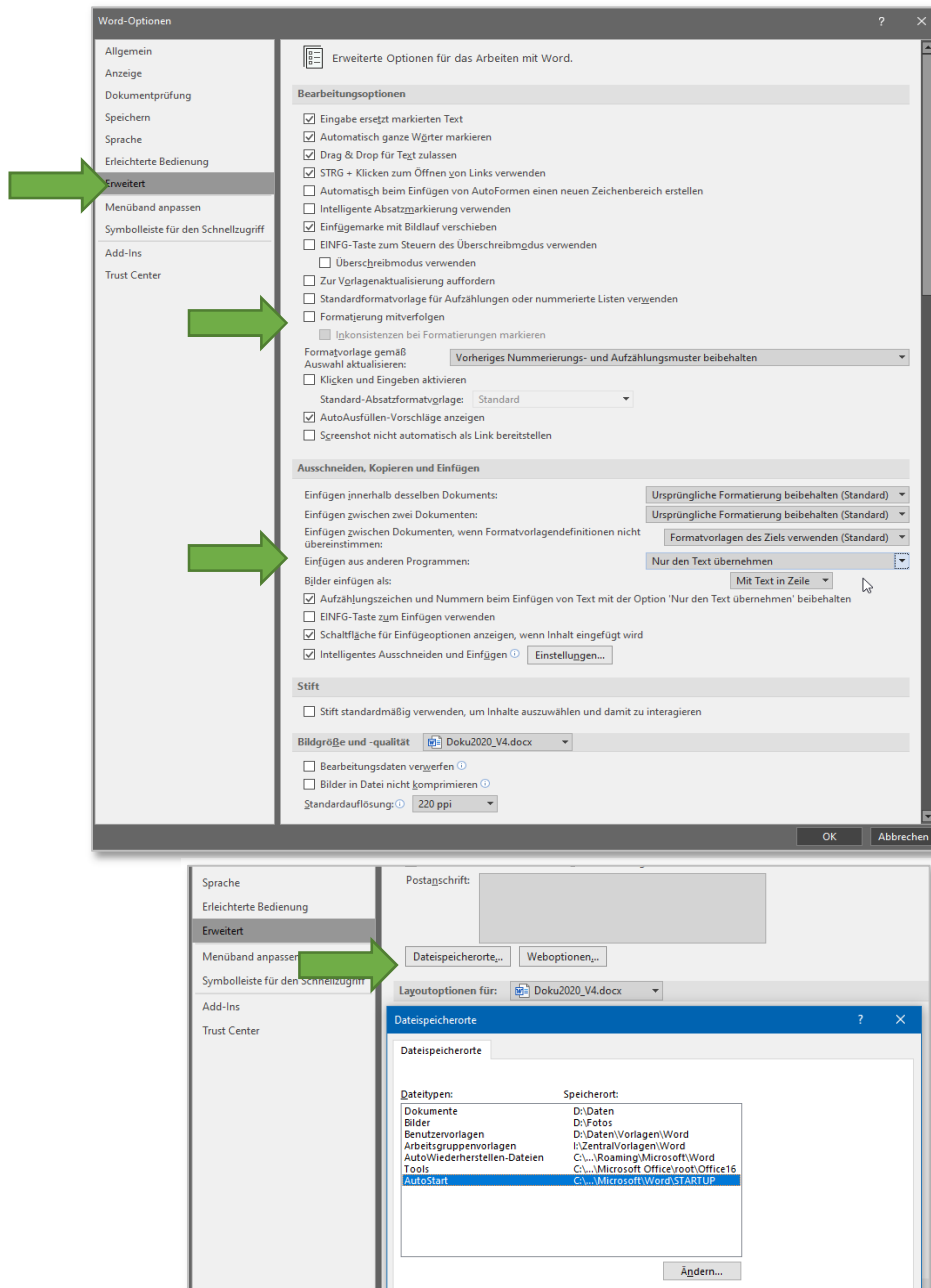 Word-Optionen ? ×
Allgemein
Anzeige
Dokumentprüfung
Speichern
Sprache
Erleichterte Bedienung
Erweitert
Menüband anpassen
Symbolleiste für den Schnellzugriff
Add-Ins
Trust Center
Erweiterte Optionen für das Arbeiten mit Word.
Bearbeitungsoptionen
Eingabe ersetzt markierten Text
Automatisch ganze Wörter markieren
Drag & Drop für Text zulassen
STRG + Klicken zum Öffnen von Links verwenden
Automatisch beim Einfügen von AutoFormen einen neuen Zeichenbereich erstellen
Intelligente Absatzmarkierung verwenden
Einfügemarke mit Bildlauf verschieben
EINFG-Taste zum Steuern des Überschreibmodus verwenden
Überschreibmodus verwenden
Zur Vorlagenaktualisierung auffordern
Standardformatvorlage für Aufzählungen oder nummerierte Listen verwenden
Formatierung mitverfolgen
Inkonsistenzen bei Formatierungen markieren
Formatvorlage gemäß
Auswahl aktualisieren: Vorheriges Nummerierungs- und Aufzählungsmuster beibehalten
Klicken und Eingeben aktivieren
Standard-Absatzformatvorlage: Standard
AutoAusfüllen-Vorschläge anzeigen
Screenshot nicht automatisch als Link bereitstellen
Ausschneiden, Kopieren und Einfügen
Einfügen innerhalb desselben Dokuments: Ursprüngliche Formatierung beibehalten (Standard)
Einfügen zwischen zwei Dokumenten: Ursprüngliche Formatierung beibehalten (Standard)
Einfügen zwischen Dokumenten, wenn Formatvorlagendefinitionen nicht
übereinstimmen: Formatvorlagen des Ziels verwenden (Standard)
Einfügen aus anderen Programmen: Nur den Text übernehmen
Bilder einfügen als: Mit Text in Zeile
Aufzählungszeichen und Nummern beim Einfügen von Text mit der Option 'Nur den Text übernehmen' beibehalten
EINFG-Taste zum Einfügen verwenden
Schaltfläche für Einfügeoptionen anzeigen, wenn Inhalt eingefügt wird
Intelligentes Ausschneiden und Einfügen Einstellungen...
Stift
Stift standardmäßig verwenden, um Inhalte auszuwählen und damit zu interagieren
Bildgröße und -qualität Doku2020_V4.docx
Bearbeitungsdaten verwerfen
Bilder in Datei nicht komprimieren
Standardauflösung: 220 ppi
OK Abbrechen
Sprache
Erleichterte Bedienung
Erweitert
Menüband anpassen
Symbolleiste für den Schnellzugriff
Add-Ins
Trust Center
Postanschrift:
Dateispeicherorte... Weboptionen...
Layoutoptionen für: Doku2020_V4.docx
Dateispeicherorte ? ×
Dateispeicherorte
Dateitypen: Speicherort:
Dokumente D:\Daten
Bilder D:\Fotos
Benutzervorlagen D:\Daten\Vorlagen\Word
Arbeitsgruppenvorlagen I:\ZentralVorlagen\Word
AutoWiederherstellen-Dateien C:\...\Roaming\Microsoft\Word
Tools C:\...\Microsoft Office\root\Office16
AutoStart C:\...\Microsoft\Word\STARTUP
Ändern...